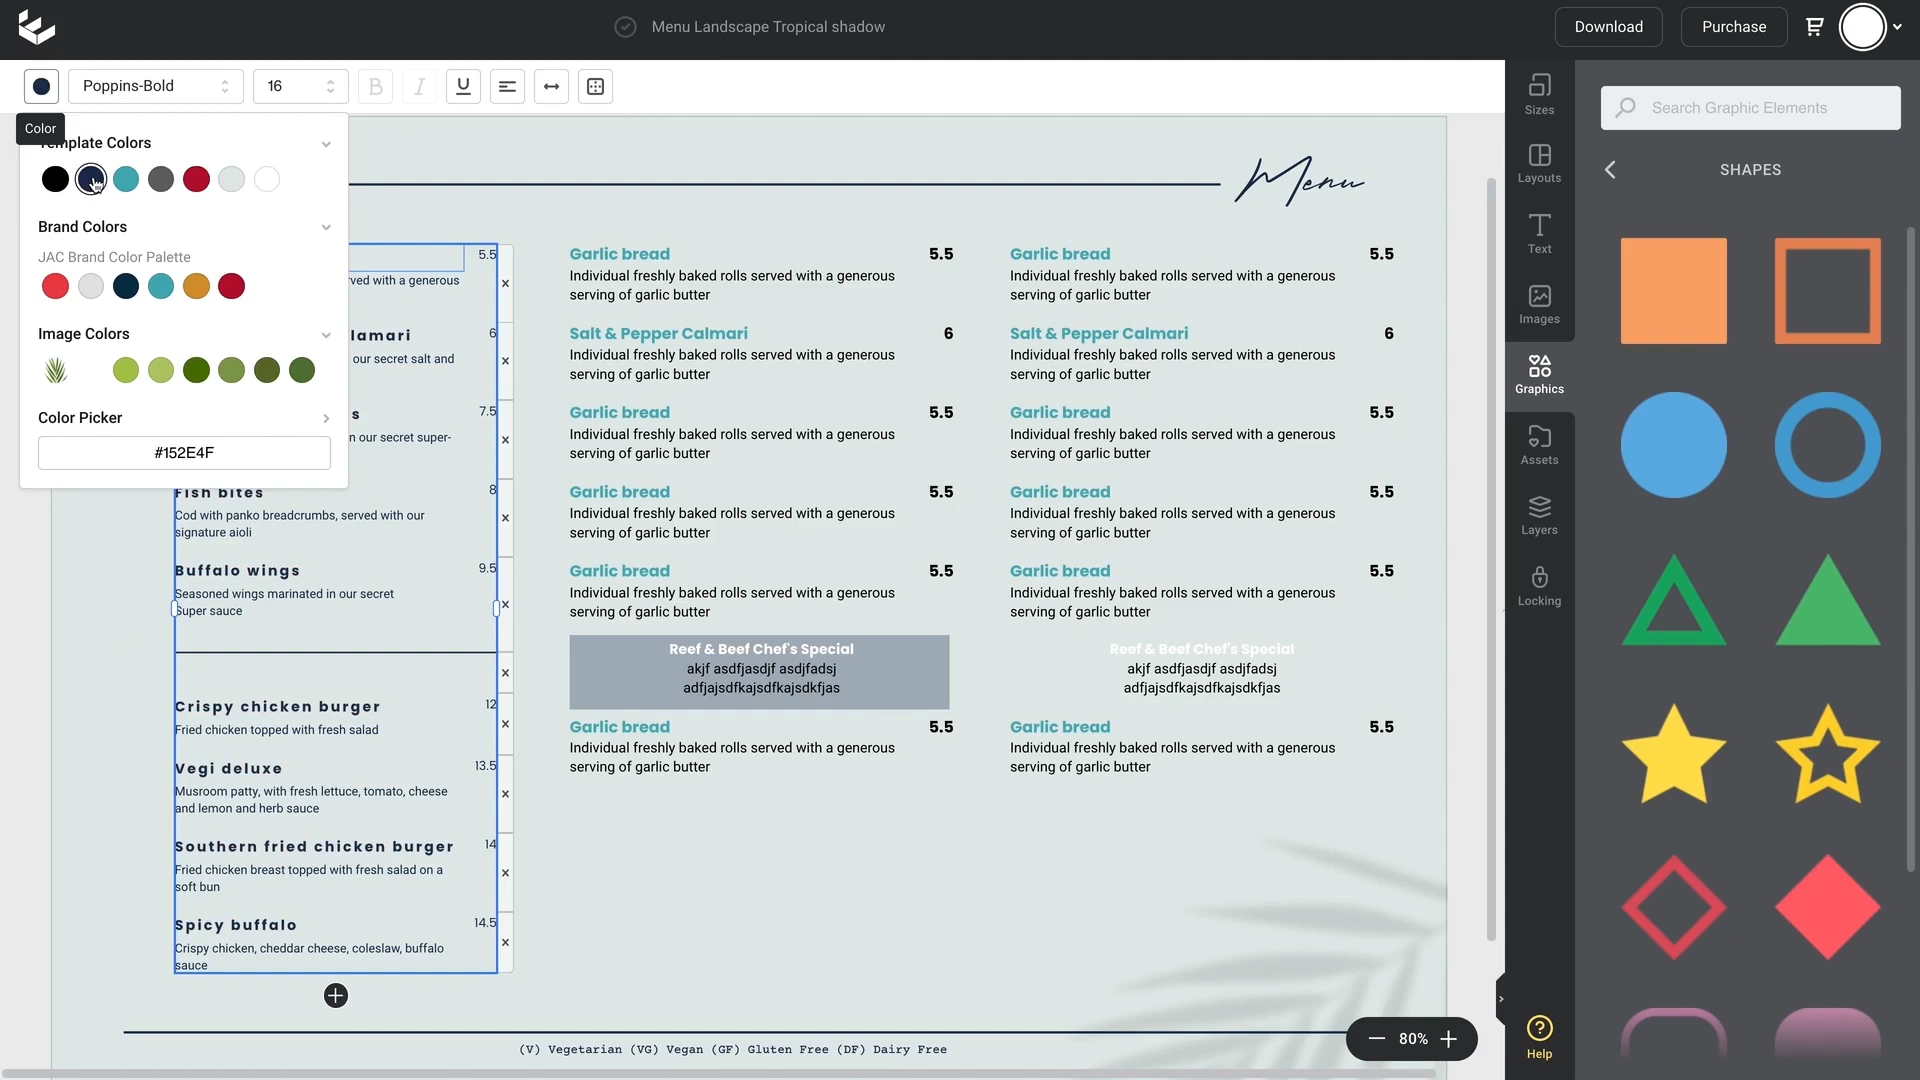 Menu Landscape Tropical shadow
Download
Purchase
Poppins-Bold
16
B
I
U
Color
Template Colors
Brand Colors
JAC Brand Color Palette
Image Colors
Color Picker
#152E4F
Menu
5.5
ved with a generous
lamari
6
our secret salt and
s
7.5
n our secret super-
Fish bites
8
Cod with panko breadcrumbs, served with our
signature aioli
Buffalo wings
9.5
Seasoned wings marinated in our secret
Super sauce
Crispy chicken burger
12
Fried chicken topped with fresh salad
Vegi deluxe
13.5
Musroom patty, with fresh lettuce, tomato, cheese
and lemon and herb sauce
Southern fried chicken burger
14
Fried chicken breast topped with fresh salad on a
soft bun
Spicy buffalo
14.5
Crispy chicken, cheddar cheese, coleslaw, buffalo
sauce
Garlic bread 5.5
Individual freshly baked rolls served with a generous
serving of garlic butter
Salt & Pepper Calmari 6
Individual freshly baked rolls served with a generous
serving of garlic butter
Garlic bread 5.5
Individual freshly baked rolls served with a generous
serving of garlic butter
Garlic bread 5.5
Individual freshly baked rolls served with a generous
serving of garlic butter
Garlic bread 5.5
Individual freshly baked rolls served with a generous
serving of garlic butter
Reef & Beef Chef's Special
akjf asdfjasdjf asdjfadsj
adfjajsdfkajsdfkajsdkfjas
Garlic bread 5.5
Individual freshly baked rolls served with a generous
serving of garlic butter
Garlic bread 5.5
Individual freshly baked rolls served with a generous
serving of garlic butter
Salt & Pepper Calmari 6
Individual freshly baked rolls served with a generous
serving of garlic butter
Garlic bread 5.5
Individual freshly baked rolls served with a generous
serving of garlic butter
Garlic bread 5.5
Individual freshly baked rolls served with a generous
serving of garlic butter
Garlic bread 5.5
Individual freshly baked rolls served with a generous
serving of garlic butter
Reef & Beef Chef's Special
akjf asdfjasdjf asdjfadsj
adfjajsdfkajsdfkajsdkfjas
Garlic bread 5.5
Individual freshly baked rolls served with a generous
serving of garlic butter
(V) Vegetarian (VG) Vegan (GF) Gluten Free (DF) Dairy Free
80%
Sizes
Layouts
Text
Images
Graphics
Assets
Layers
Locking
Help
Search Graphic Elements
SHAPES